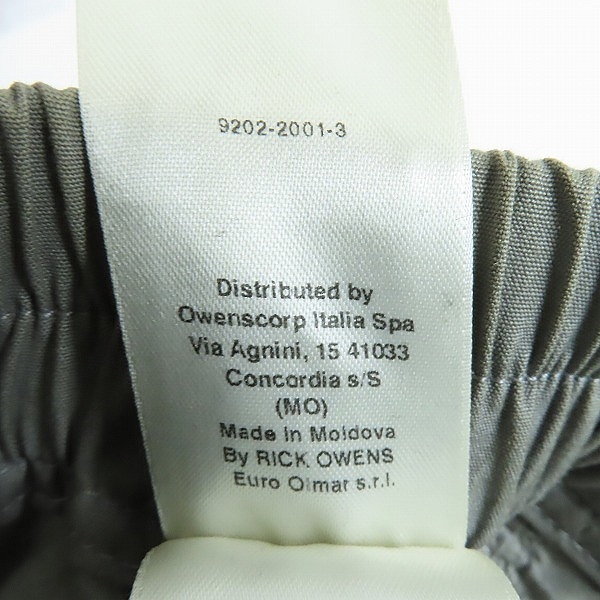 9202-2001-3
Distributed by
Owenscorp Italia Spa
Via Agnini, 15 41033
Concordia s/S
(MO)
Made in Moldova
By RICK OWENS
Euro Olmar s.r.l.